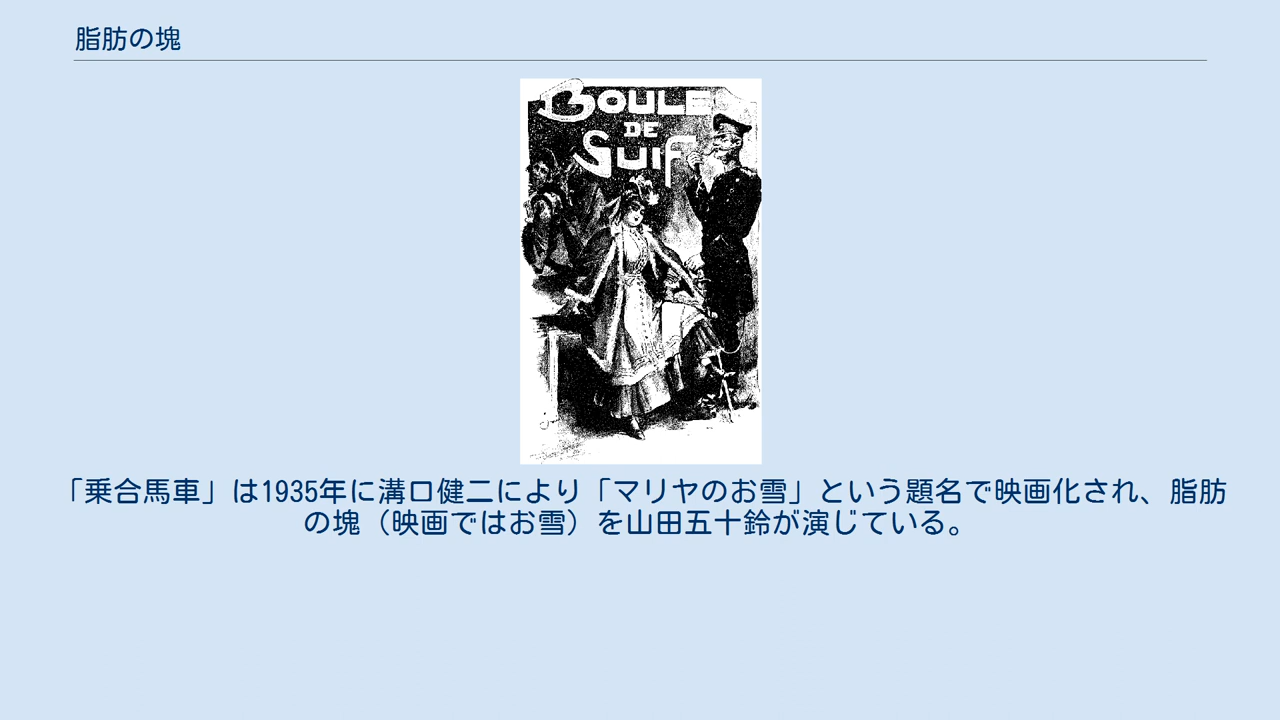 脂肪の塊
BOULE
DE
SUIF
「乗合馬車」は1935年に溝口健二により「マリヤのお雪」という題名で映画化され、脂肪
の塊（映画ではお雪）を山田五十鈴が演じている。